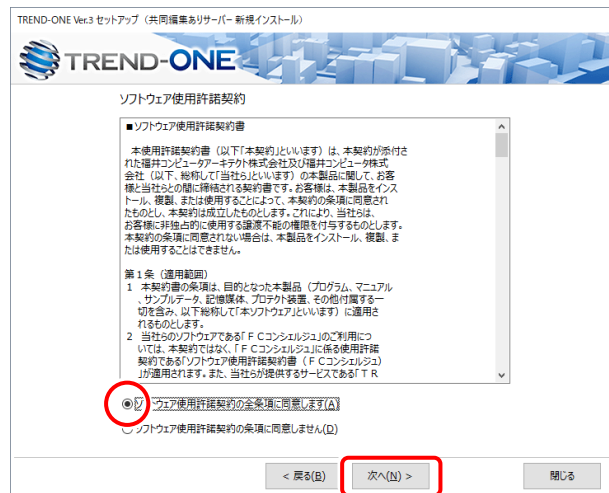 TREND-ONE Ver.3 セットアップ（共同編集ありサーバー 新規インストール）
TREND-ONE
ソフトウェア使用許諾契約
■ソフトウェア使用許諾契約書
本使用許諾契約書（以下「本契約」といいます）は、本契約が添付さ
れた福井コンピュータアーキテクト株式会社及び福井コンピュータ株式
会社（以下、総称して「当社ら」といいます）の本製品に関して、お客
様と当社らとの間に締結される契約書です。お客様は、本製品をインス
トール、複製、または使用することによって、本契約の条項に同意され
たものとし、本契約は成立したものとします。これにより、当社らは、
お客様に非独占的に使用する譲渡不能の権限を付与するものとします。
本契約の条項に同意されない場合は、本製品をインストール、複製、ま
たは使用することはできません。
第１条（適用範囲）
１ 本契約書の条項は、目的となった本製品（プログラム、マニュアル
、サンプルデータ、記憶媒体、プロテクト装置、その他付属する一
切を含み、以下総称して「本ソフトウェア」といいます）に適用さ
れるものとします。
２ 当社らのソフトウェアである「ＦＣコンシェルジュ」のご利用につ
いては、本契約ではなく、「ＦＣコンシェルジュ」に係る使用許諾
契約である「ソフトウェア使用許諾契約書（ＦＣコンシェルジュ）
」が適用されます。また、当社らが提供するサービスである「ＴＲ
ソフトウェア使用許諾契約の全条項に同意します(A)
ソフトウェア使用許諾契約の条項に同意しません(D)
< 戻る(B)
次へ(N) >
閉じる